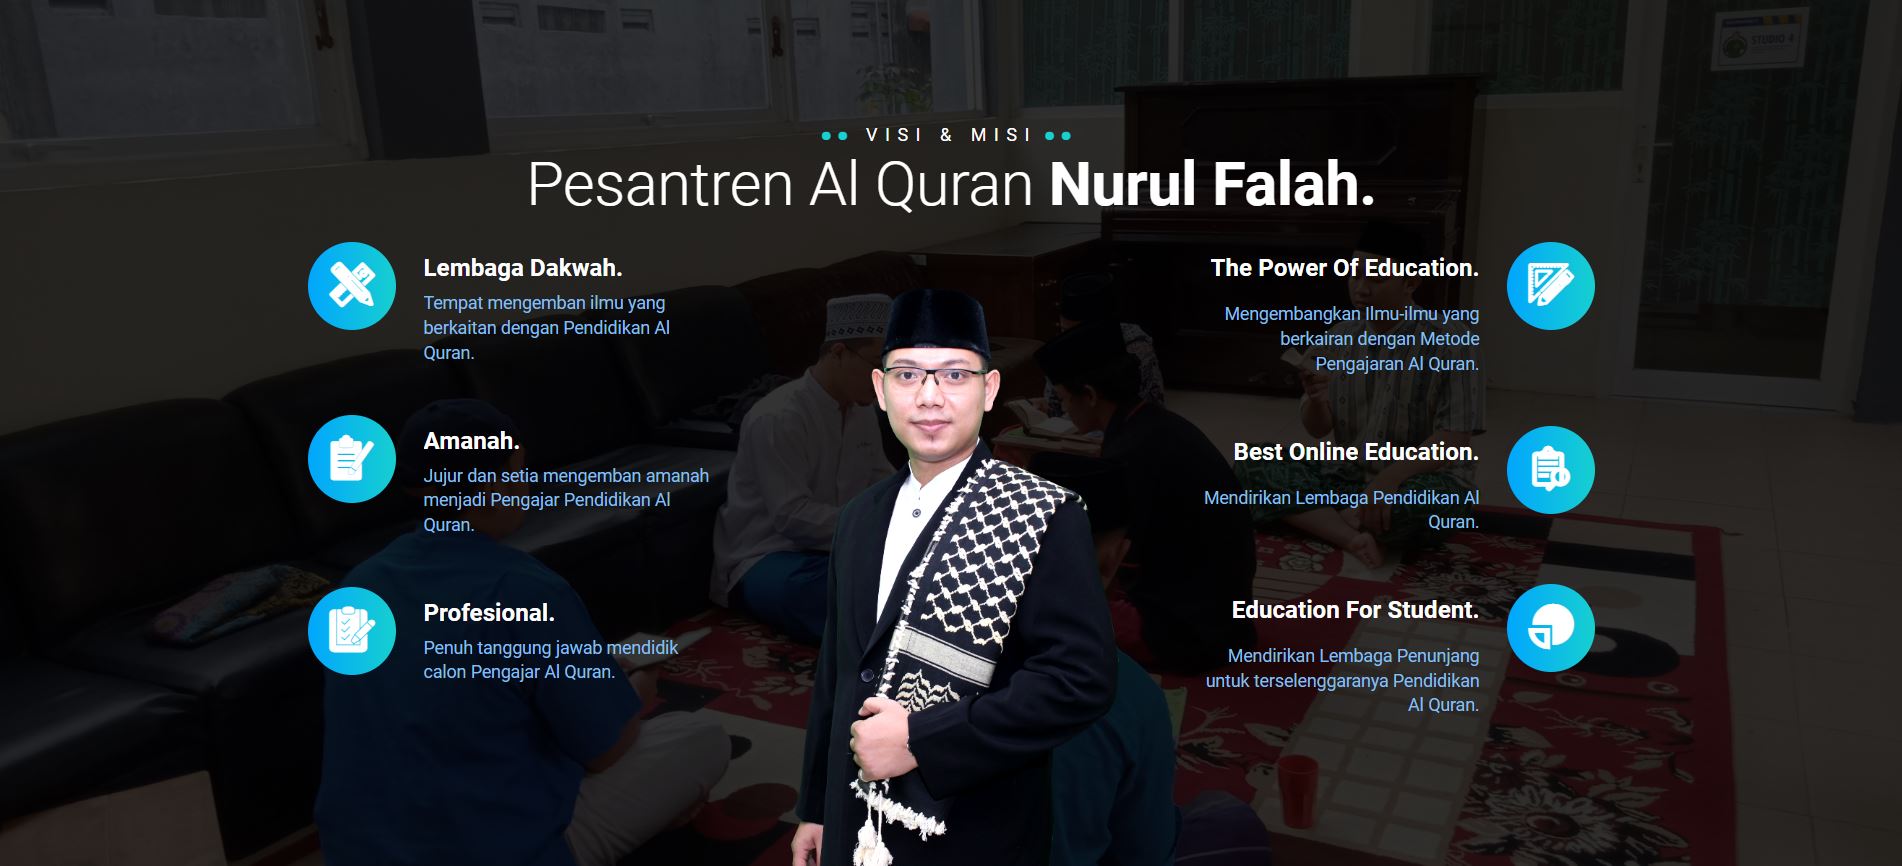 VISI & MISI
Pesantren Al Quran Nurul Falah.
Lembaga Dakwah.
Tempat mengemban ilmu yang
berkaitan dengan Pendidikan Al
Quran.
Amanah.
Jujur dan setia mengemban amanah
menjadi Pengajar Pendidikan Al
Quran.
Profesional.
Penuh tanggung jawab mendidik
calon Pengajar Al Quran.
The Power Of Education.
Mengembangkan Ilmu-ilmu yang
berkairan dengan Metode
Pengajaran Al Quran.
Best Online Education.
Mendirikan Lembaga Pendidikan Al
Quran.
Education For Student.
Mendirikan Lembaga Penunjang
untuk terselenggaranya Pendidikan
Al Quran.
STUDIO 4